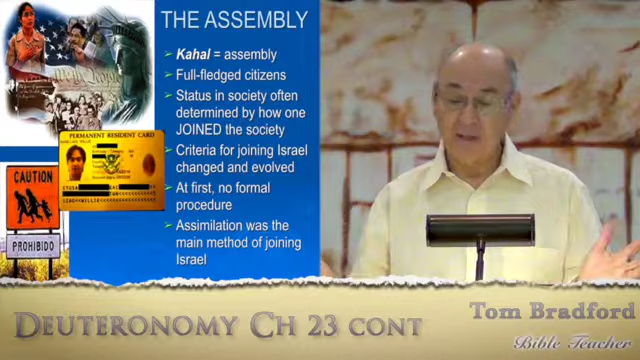 THE ASSEMBLY
Kahal = assembly
Full-fledged citizens
Status in society often
determined by how one
JOINED the society
Criteria for joining Israel
changed and evolved
At first, no formal
procedure
Assimilation was the
main method of joining
Israel
PERMANENT RESIDENT CARD
CAUTION
PROHIBIDO
DEUTERONOMY CH 23 CONT
Tom Bradford
Bible Teacher